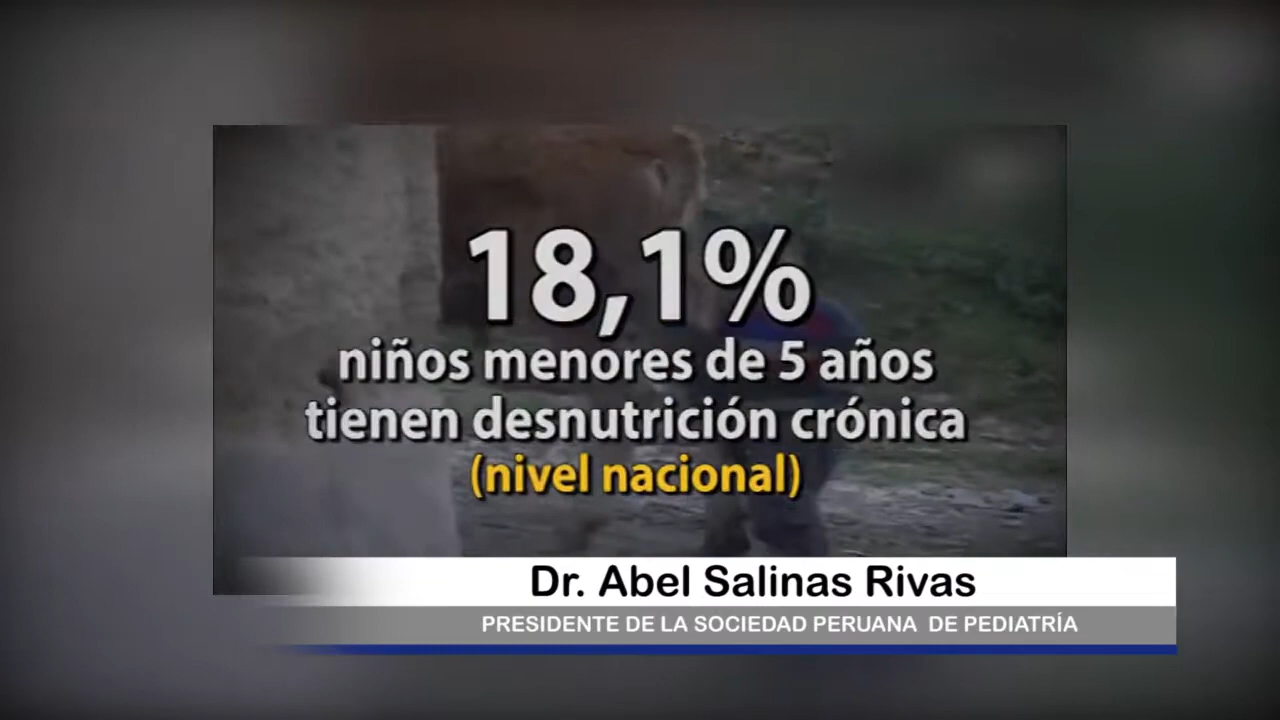 18,1%
niños menores de 5 años
tienen desnutrición crónica
(nivel nacional)
Dr. Abel Salinas Rivas
PRESIDENTE DE LA SOCIEDAD PERUANA DE PEDIATRÍA